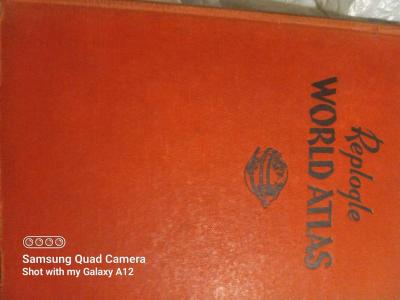 Replogle
WORLD ATLAS
Samsung Quad Camera
Shot with my Galaxy A12